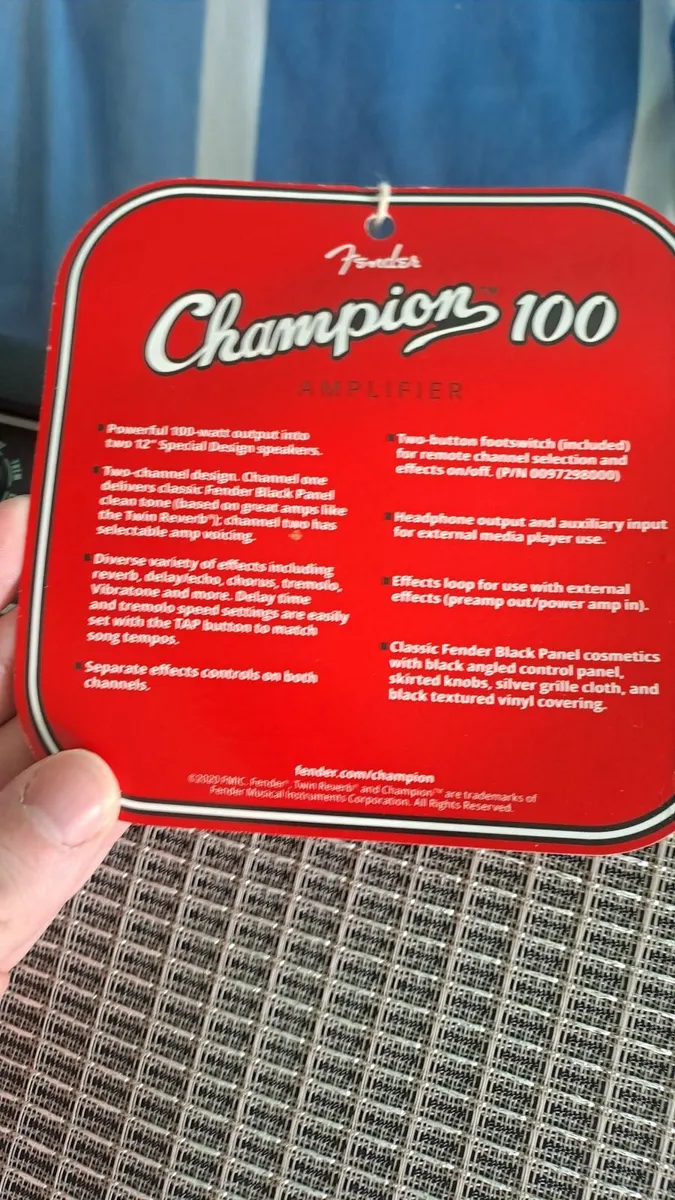 Fender
Champion™ 100
AMPLIFIER
Powerful 100-watt output into
two 12" Special Design speakers.
Two-channel design. Channel one
delivers classic Fender Black Panel
clean tone (based on great amps like
the Twin Reverb®); channel two has
selectable amp voicing.
Diverse variety of effects including
reverb, delay/echo, chorus, tremolo,
Vibratone and more. Delay time
and tremolo speed settings are easily
set with the TAP button to match
song tempos.
Separate effects controls on both
channels.
Two-button footswitch (included)
for remote channel selection and
effects on/off. (P/N 0097298000)
Headphone output and auxiliary input
for external media player use.
Effects loop for use with external
effects (preamp out/power amp in).
Classic Fender Black Panel cosmetics
with black angled control panel,
skirted knobs, silver grille cloth, and
black textured vinyl covering.
fender.com/champion
©2020 FMIC. Fender®, Twin Reverb® and Champion™ are trademarks of
Fender Musical Instruments Corporation. All Rights Reserved.